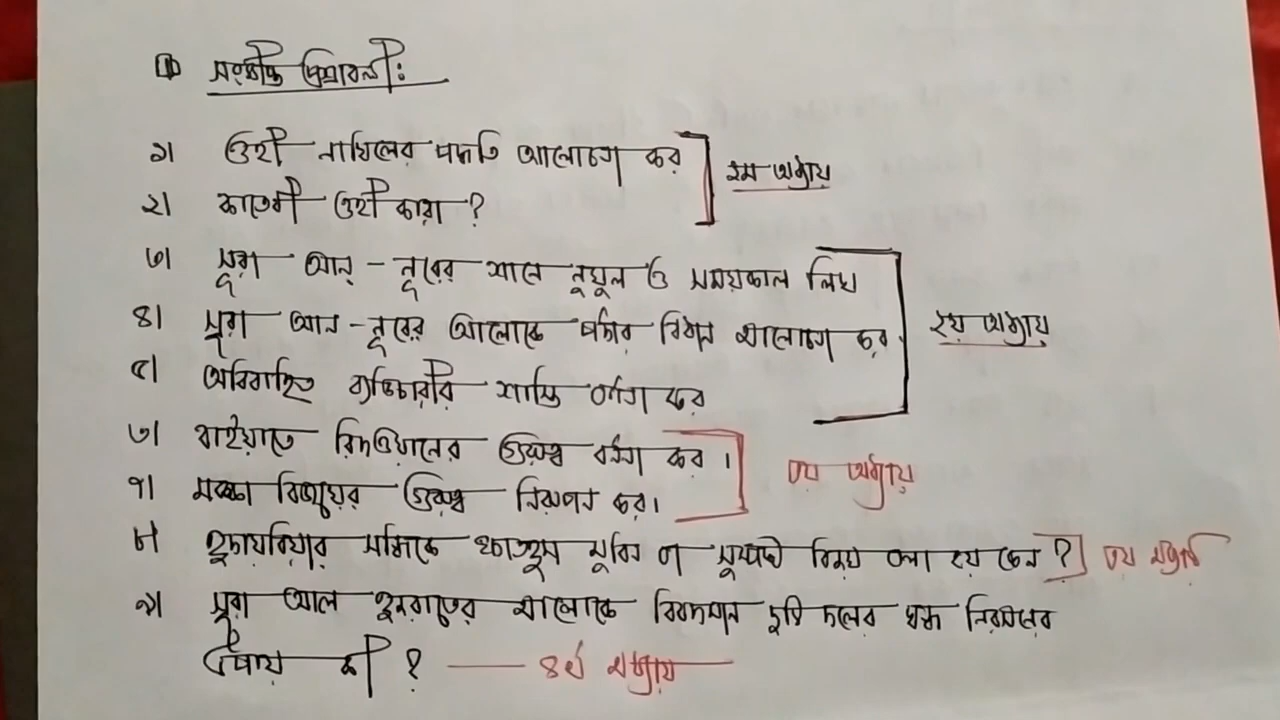 সংক্ষিপ্ত প্রশ্নাবলী:
১। ওহী নাযিলের পদ্ধতি আলোচনা কর
১ম অধ্যায়
২। কাতেবী ওহী কারা?
৩। সূরা আন্-নূরের শানে নুযুল ও সময়কাল লিখ
৪। সূরা আন-নূরের আলোকে পর্দার বিধান আলোচনা কর
২য় অধ্যায়
৫। অবিবাহিত ব্যভিচারীর শাস্তি বর্ণনা কর
৬। বাইয়াতে রিদওয়ানের গুরুত্ব বর্ণনা কর।
৩য় অধ্যায়
৭। মক্কা বিজয়ের গুরুত্ব নিরূপন কর।
৮। হুদায়বিয়ার সন্ধিকে ফাতহুম মুবিন বা সুস্পষ্ট বিজয় বলা হয় কেন? ৩য় অধ্যায়
৯। সূরা আল হুজরাতের আলোকে বিবদমান দুটি দলের দ্বন্দ্ব নিরসনের
উপায় কী? ৪র্থ অধ্যায়